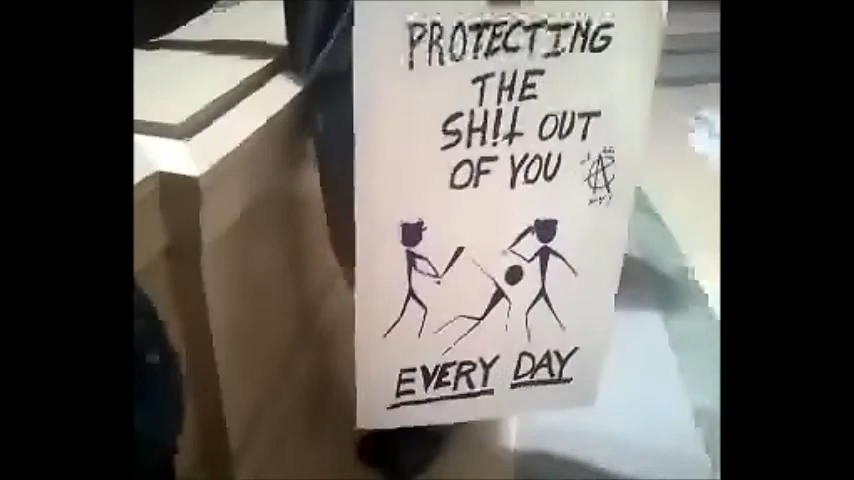 PROTECTING
THE
SH!t OUT
OF YOU
EVERY DAY